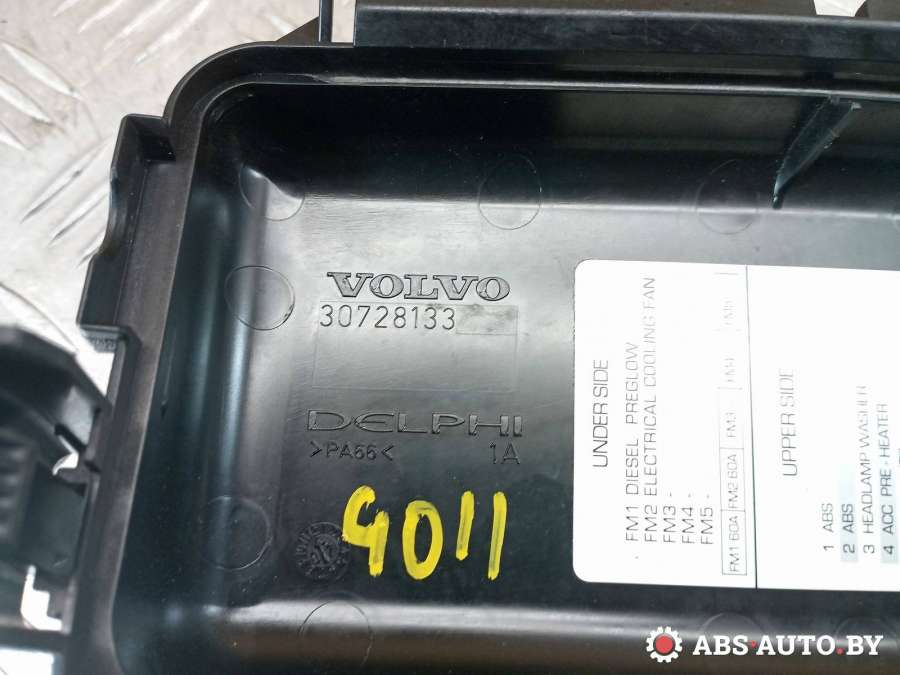 VOLVO
30728133
DELPHI
>PA66< 1A
4011
UNDER SIDE
FM1 DIESEL PREGLOW
FM2 ELECTRICAL COOLING FAN
FM3 -
FM4 -
FM5 -
FM1 60A FM2 60A FM3 - FM4
UPPER SIDE
1 ABS
2 ABS
3 HEADLAMP WASHER
4 ACC PRE-HEATER
ABS-AUTO.BY